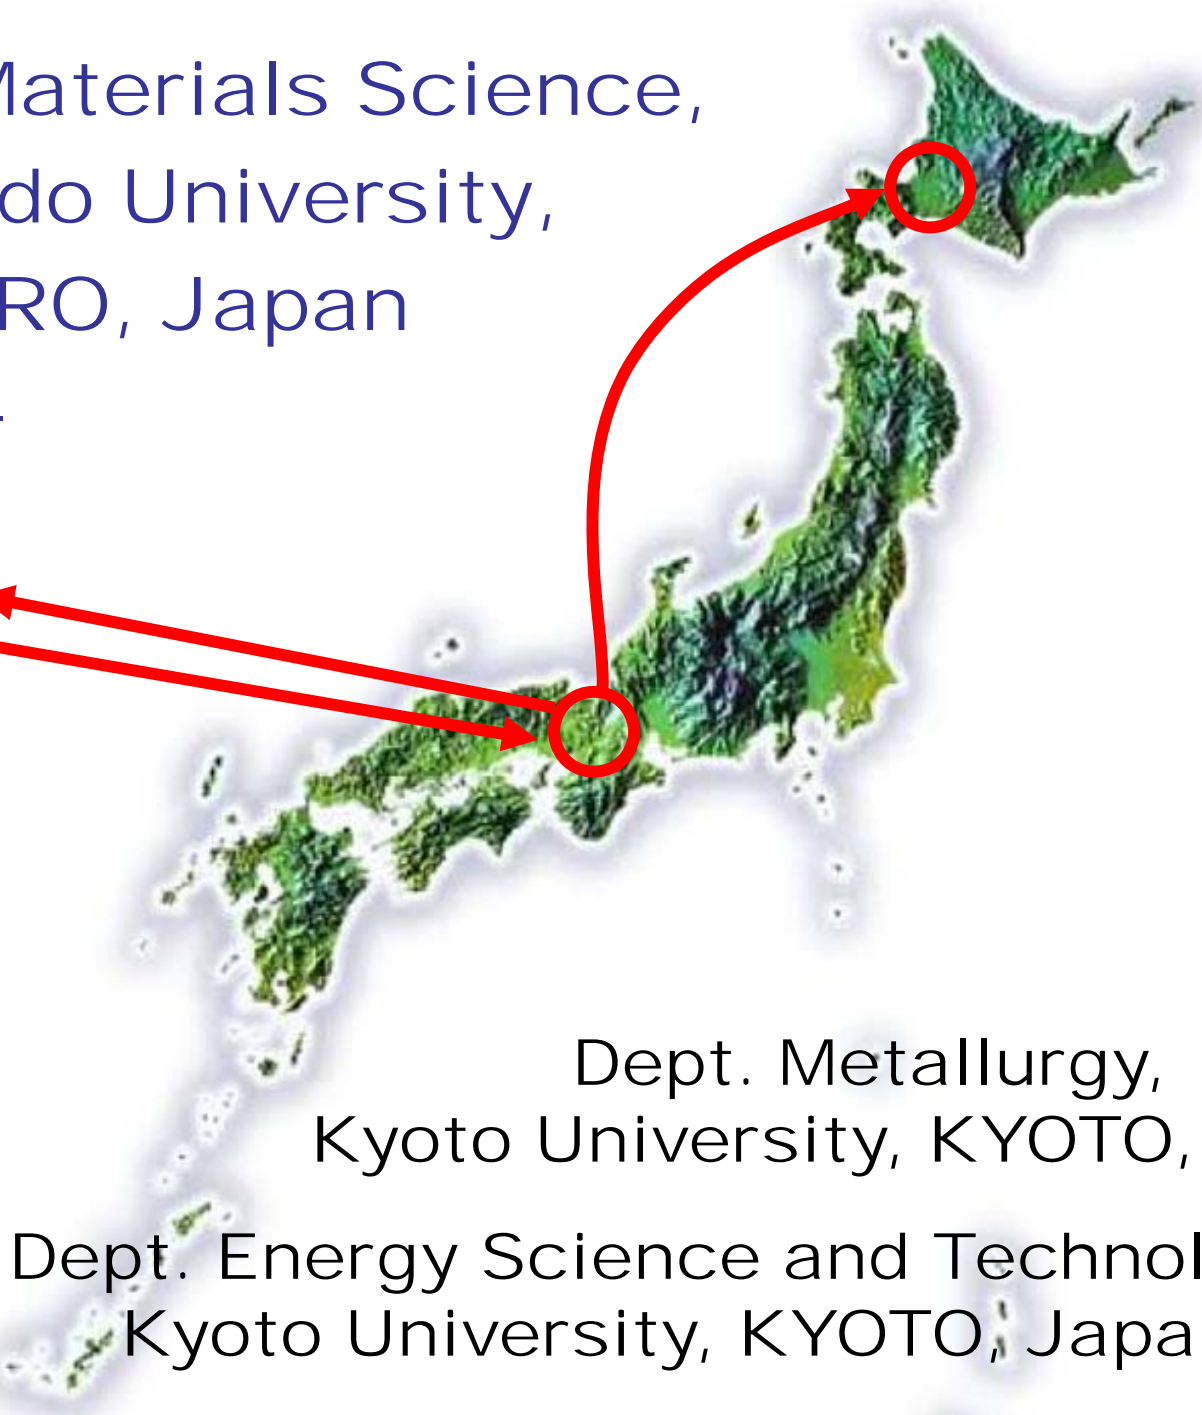 Materials Science,
do University,
RO, Japan
Dept. Metallurgy,
Kyoto University, KYOTO,
Dept. Energy Science and Technol
Kyoto University, KYOTO, Japa